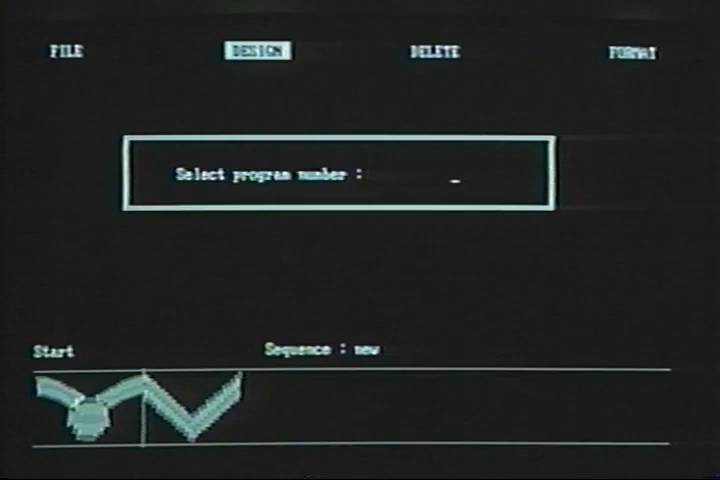 FILE DESIGN DELETE FORMAT
Select program number : _
Start Sequence : new